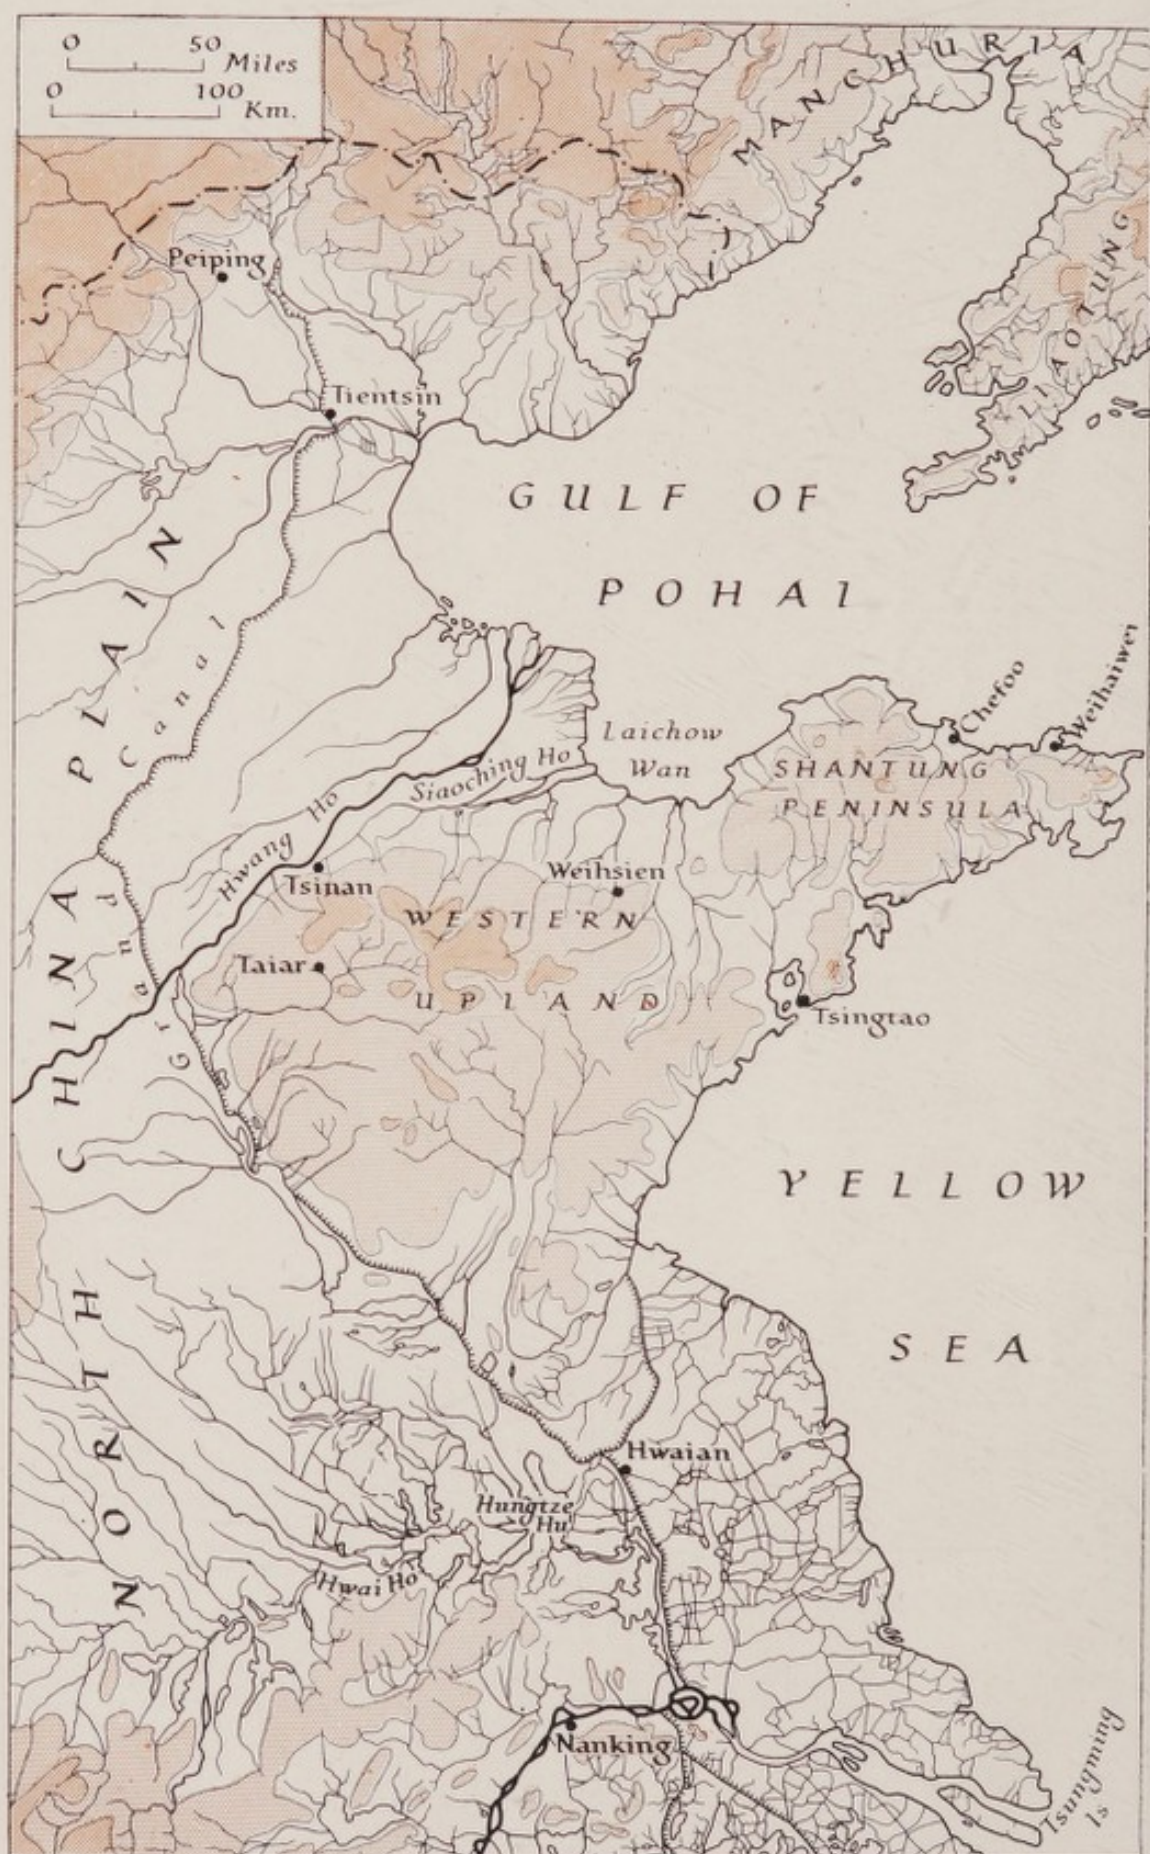 0 50 Miles
0 100 Km.
MANCHURIA
LIAOTUNG
Peiping
Tientsin
GULF OF
POHAI
NORTH CHINA PLAIN
Grand Canal
Chefoo
Weihaiwei
Laichow
Wan
SHANTUNG
PENINSULA
Siaoching Ho
Hwang Ho
Tsinan
Weihsien
WESTERN
UPLAND
Taian
Tsingtao
YELLOW
SEA
Hwaian
Hungtze
Hu
Hwai Ho
Nanking
Tsungming
Is